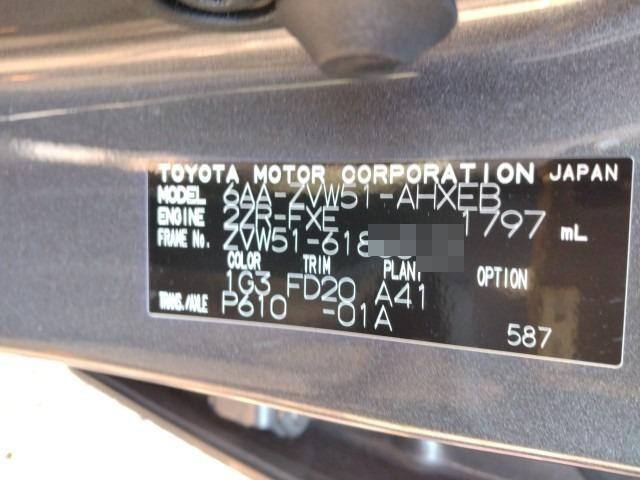 TOYOTA MOTOR CORPORATION JAPAN
MODEL 6AA-ZVW51-AHXEB
ENGINE 2ZR-FXE 1797 mL
FRAME No. ZVW51-618
COLOR TRIM PLAN, OPTION
1G3 FD20 A41
TRANS./AXLE P610 -01A
587